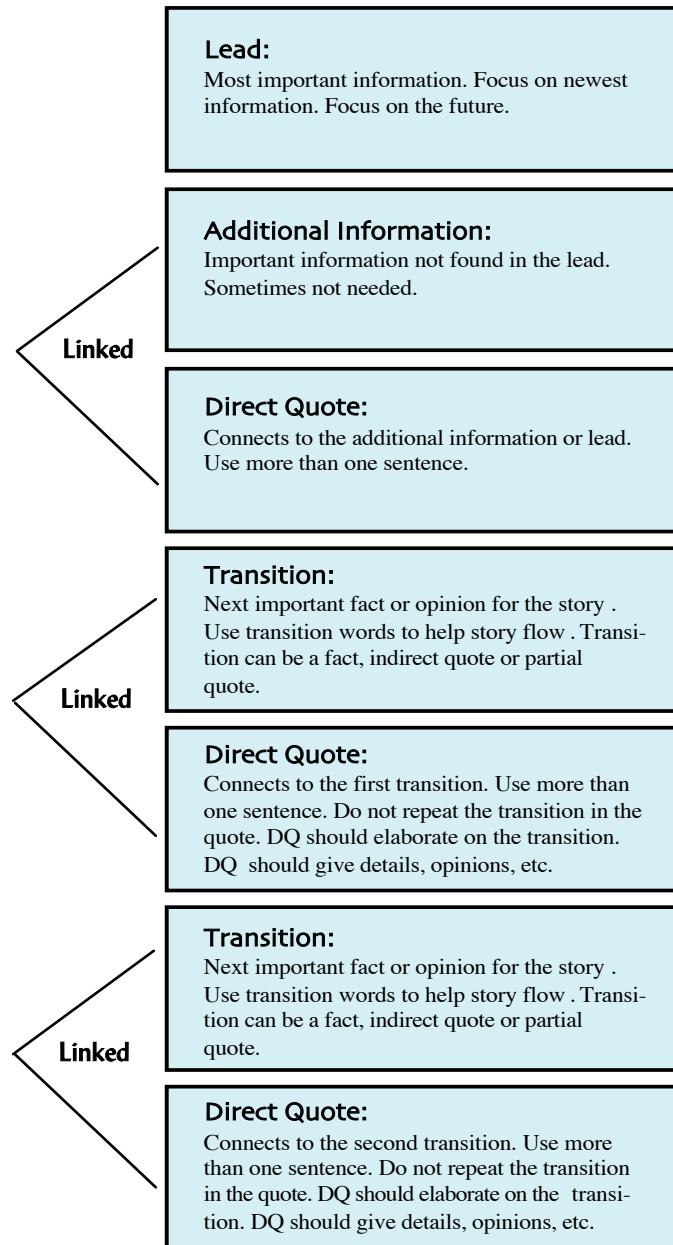 Lead:
Most important information. Focus on newest
information. Focus on the future.
Additional Information:
Important information not found in the lead.
Sometimes not needed.
Linked
Direct Quote:
Connects to the additional information or lead.
Use more than one sentence.
Transition:
Next important fact or opinion for the story .
Use transition words to help story flow . Transi-
tion can be a fact, indirect quote or partial
quote.
Linked
Direct Quote:
Connects to the first transition. Use more than
one sentence. Do not repeat the transition in the
quote. DQ should elaborate on the transition.
DQ should give details, opinions, etc.
Transition:
Next important fact or opinion for the story .
Use transition words to help story flow . Transi-
tion can be a fact, indirect quote or partial
quote.
Linked
Direct Quote:
Connects to the second transition. Use more
than one sentence. Do not repeat the transition
in the quote. DQ should elaborate on the transi-
tion. DQ should give details, opinions, etc.